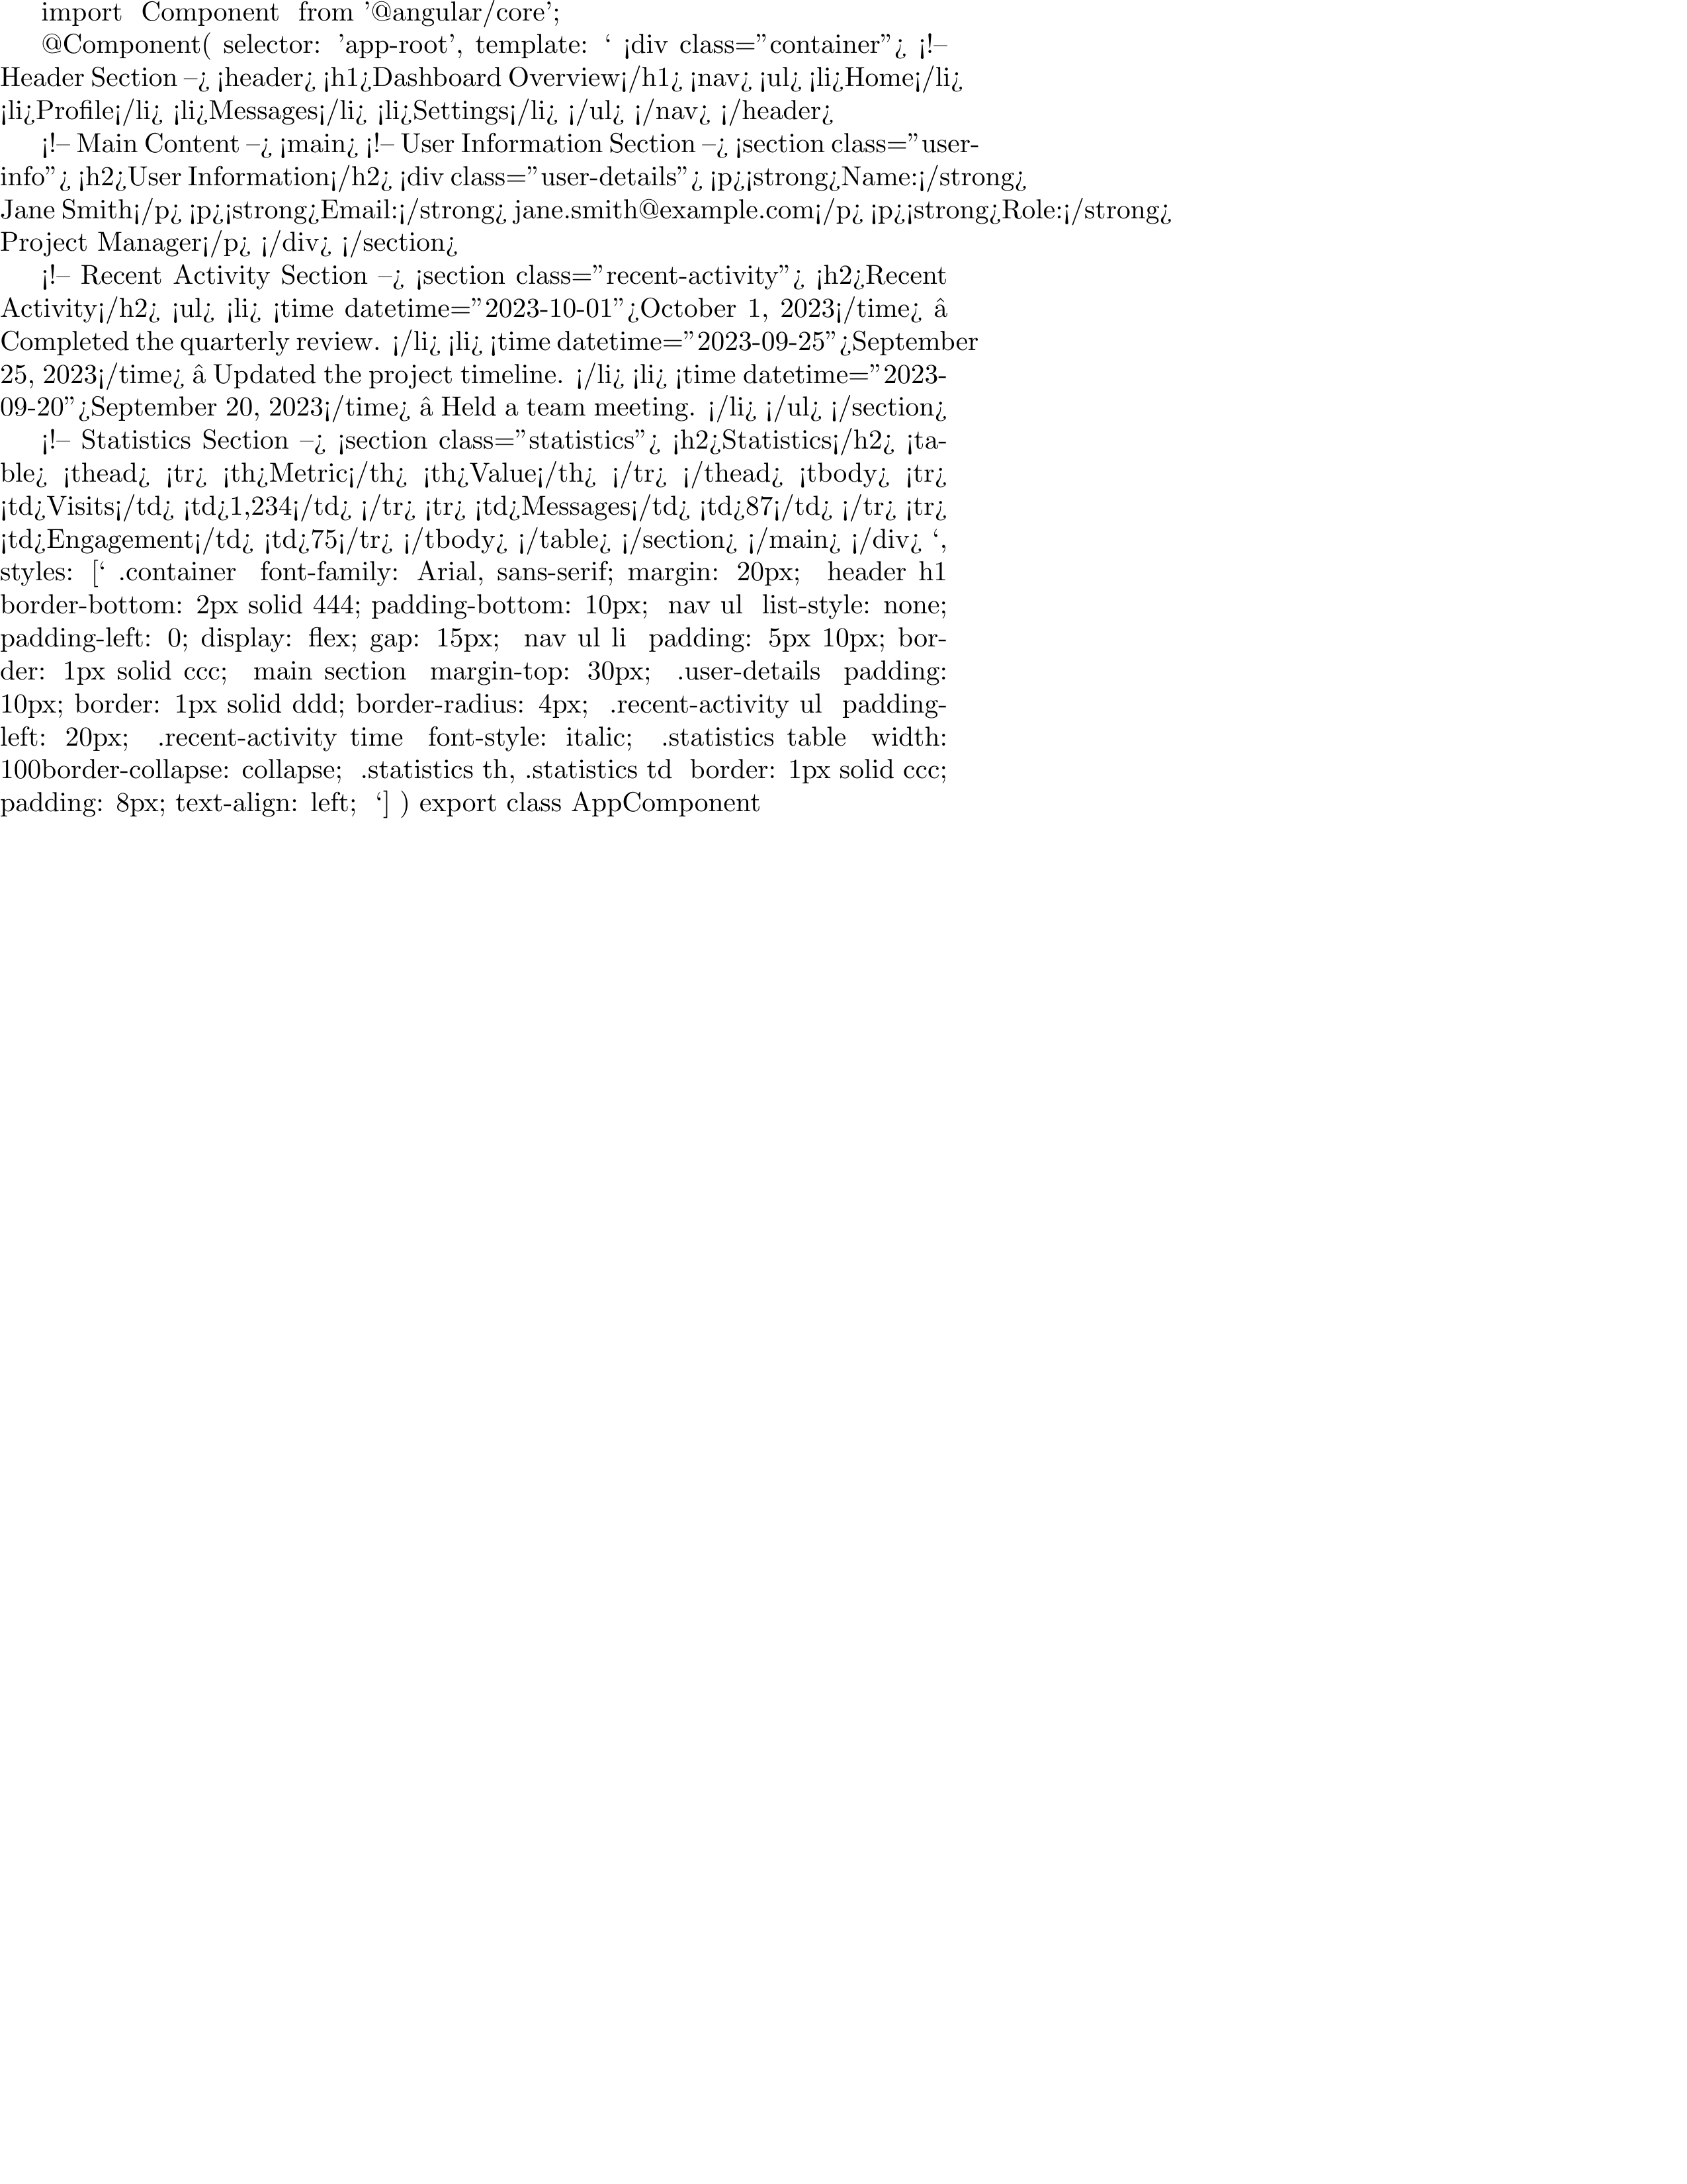 import Component from ’@angular/core’;
@Component( selector: ’app-root’, template: ‘ ¡div class=”container”¿ ¡!–
Header Section –¿ ¡header¿ ¡h1¿Dashboard Overview¡/h1¿ ¡nav¿ ¡ul¿ ¡li¿Home¡/li¿
¡li¿Profile¡/li¿ ¡li¿Messages¡/li¿ ¡li¿Settings¡/li¿ ¡/ul¿ ¡/nav¿ ¡/header¿
¡!– Main Content –¿ ¡main¿ ¡!– User Information Section –¿ ¡section class=”user-
info”¿ ¡h2¿User Information¡/h2¿ ¡div class=”user-details”¿ ¡p¿¡strong¿Name:¡/strong¿
Jane Smith¡/p¿ ¡p¿¡strong¿Email:¡/strong¿ jane.smith@example.com¡/p¿ ¡p¿¡strong¿Role:¡/strong¿
Project Manager¡/p¿ ¡/div¿ ¡/section¿
¡!– Recent Activity Section –¿ ¡section class=”recent-activity”¿ ¡h2¿Recent
Activity¡/h2¿ ¡ul¿ ¡li¿ ¡time datetime=”2023-10-01”¿October 1, 2023¡/time¿ â
Completed the quarterly review. ¡/li¿ ¡li¿ ¡time datetime=”2023-09-25”¿September
25, 2023¡/time¿ â Updated the project timeline. ¡/li¿ ¡li¿ ¡time datetime=”2023-
09-20”¿September 20, 2023¡/time¿ â Held a team meeting. ¡/li¿ ¡/ul¿ ¡/section¿
¡!– Statistics Section –¿ ¡section class=”statistics”¿ ¡h2¿Statistics¡/h2¿ ¡ta-
ble¿ ¡thead¿ ¡tr¿ ¡th¿Metric¡/th¿ ¡th¿Value¡/th¿ ¡/tr¿ ¡/thead¿ ¡tbody¿ ¡tr¿
¡td¿Visits¡/td¿ ¡td¿1,234¡/td¿ ¡/tr¿ ¡tr¿ ¡td¿Messages¡/td¿ ¡td¿87¡/td¿ ¡/tr¿ ¡tr¿
¡td¿Engagement¡/td¿ ¡td¿75¡/tr¿ ¡/tbody¿ ¡/table¿ ¡/section¿ ¡/main¿ ¡/div¿ ‘,
styles: [‘ .container font-family: Arial, sans-serif; margin: 20px; header h1
border-bottom: 2px solid 444; padding-bottom: 10px; nav ul list-style: none;
padding-left: 0; display: flex; gap: 15px; nav ul li padding: 5px 10px; bor-
der: 1px solid ccc; main section margin-top: 30px; .user-details padding:
10px; border: 1px solid ddd; border-radius: 4px; .recent-activity ul padding-
left: 20px; .recent-activity time font-style: italic; .statistics table width:
100border-collapse: collapse; .statistics th, .statistics td border: 1px solid ccc;
padding: 8px; text-align: left; ‘] ) export class AppComponent